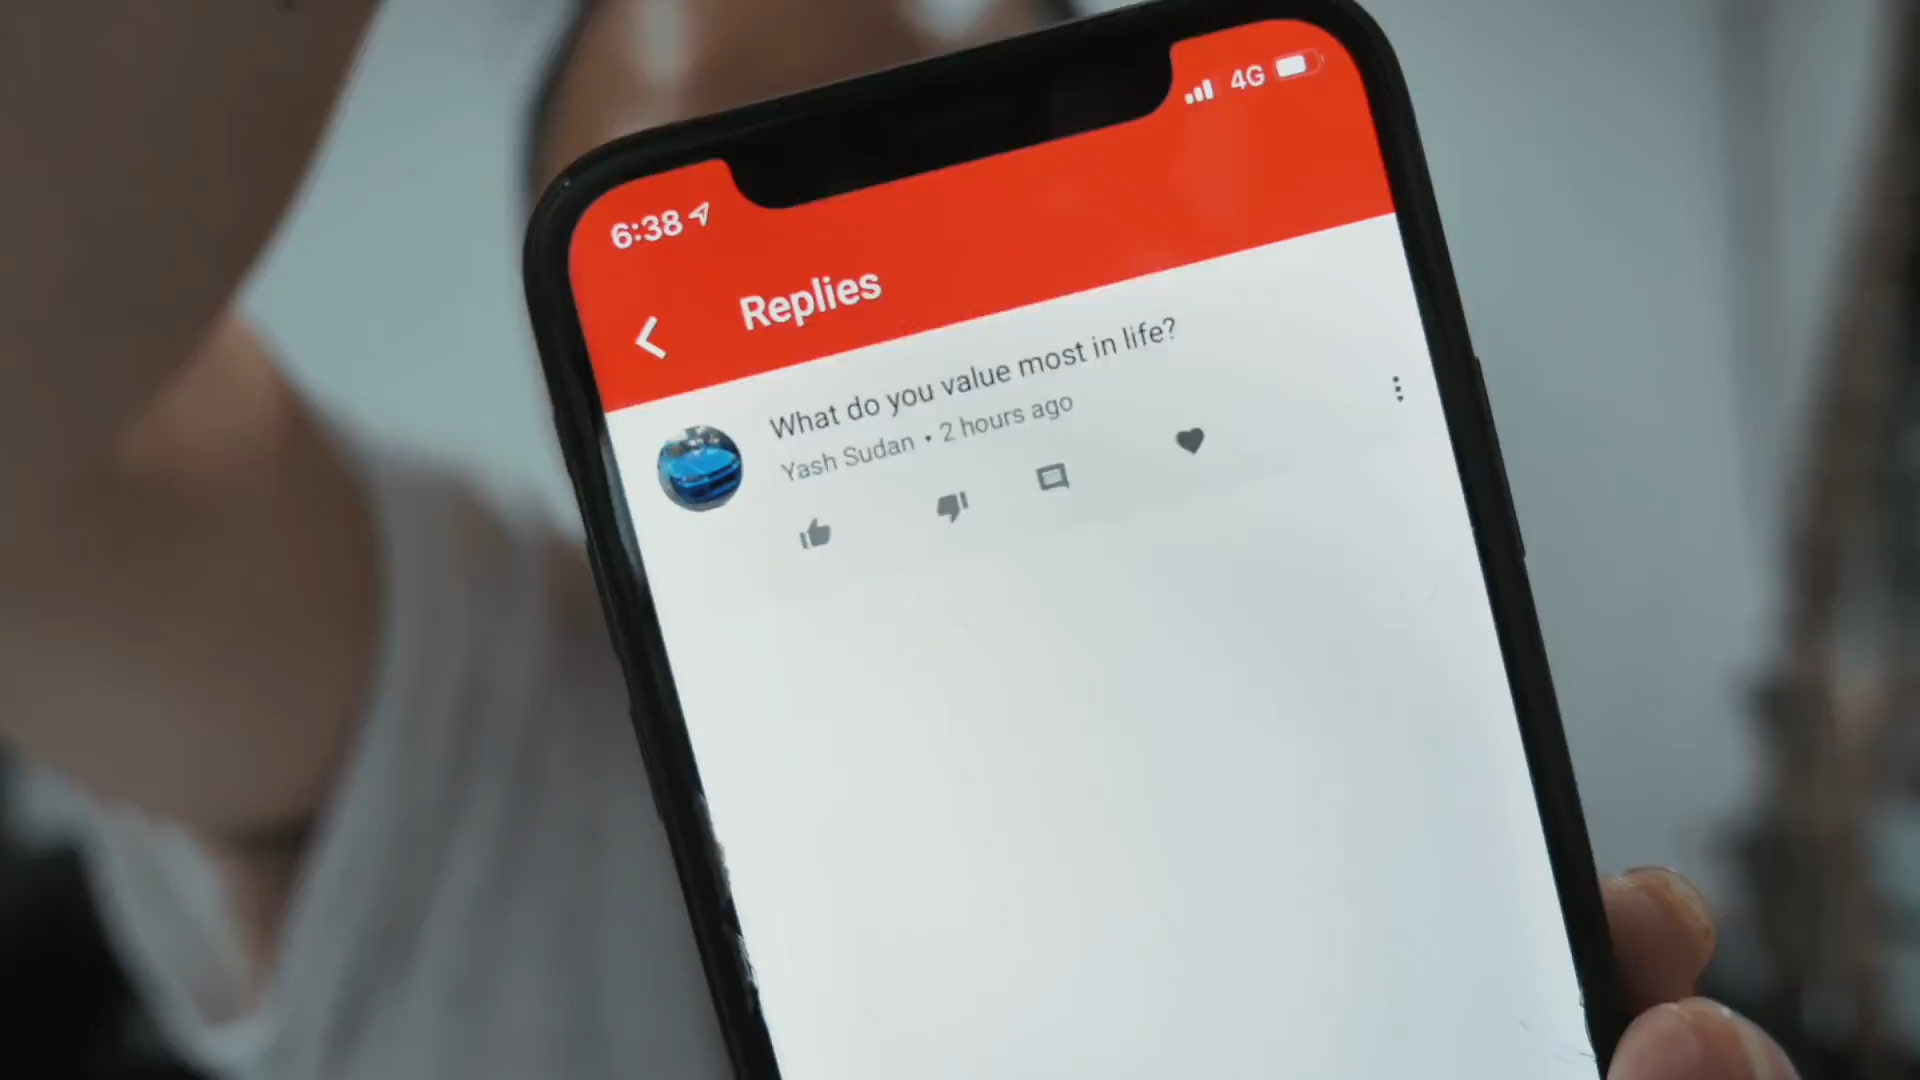 6:38
4G
Replies
What do you value most in life?
Yash Sudan • 2 hours ago